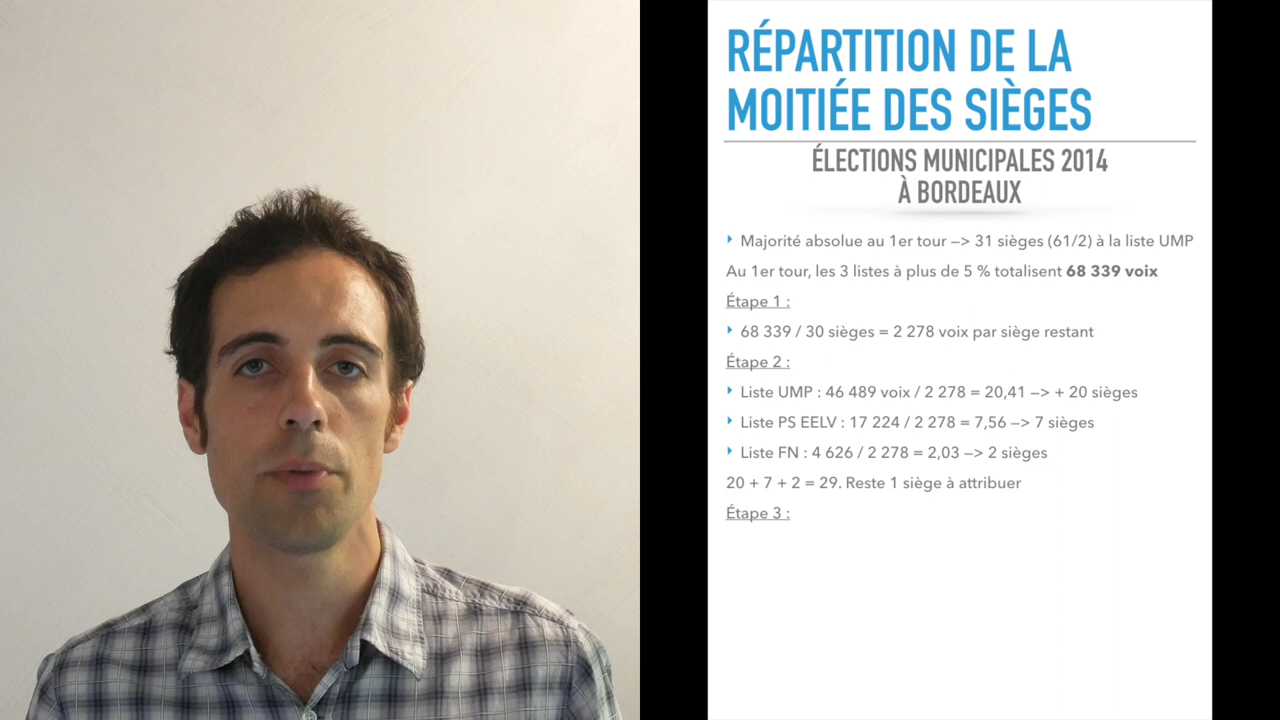 RÉPARTITION DE LA
MOITIÉE DES SIÈGES
ÉLECTIONS MUNICIPALES 2014
À BORDEAUX
Majorité absolue au 1er tour —> 31 sièges (61/2) à la liste UMP
Au 1er tour, les 3 listes à plus de 5 % totalisent 68 339 voix
Étape 1 :
68 339 / 30 sièges = 2 278 voix par siège restant
Étape 2 :
Liste UMP : 46 489 voix / 2 278 = 20,41 —> + 20 sièges
Liste PS EELV : 17 224 / 2 278 = 7,56 —> 7 sièges
Liste FN : 4 626 / 2 278 = 2,03 —> 2 sièges
20 + 7 + 2 = 29. Reste 1 siège à attribuer
Étape 3 :